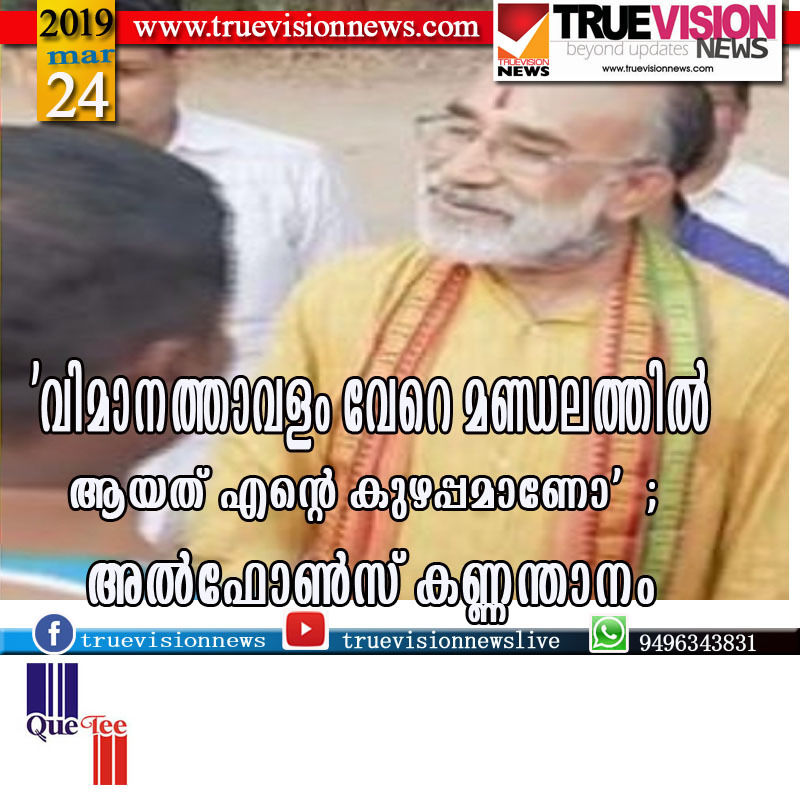 2019
mar
24
www.truevisionnews.com
TRUEVISION
NEWS
TRUEVISION
beyond updates NEWS
www.truevisionnews.com
'വിമാനത്താവളം വേറെ മണ്ഡലത്തിൽ
ആയത് എന്റെ കുഴപ്പമാണോ' ;
അൽഫോൺസ് കണ്ണന്താനം
truevisionnews
truevisionnewslive
9496343831
Que Tee